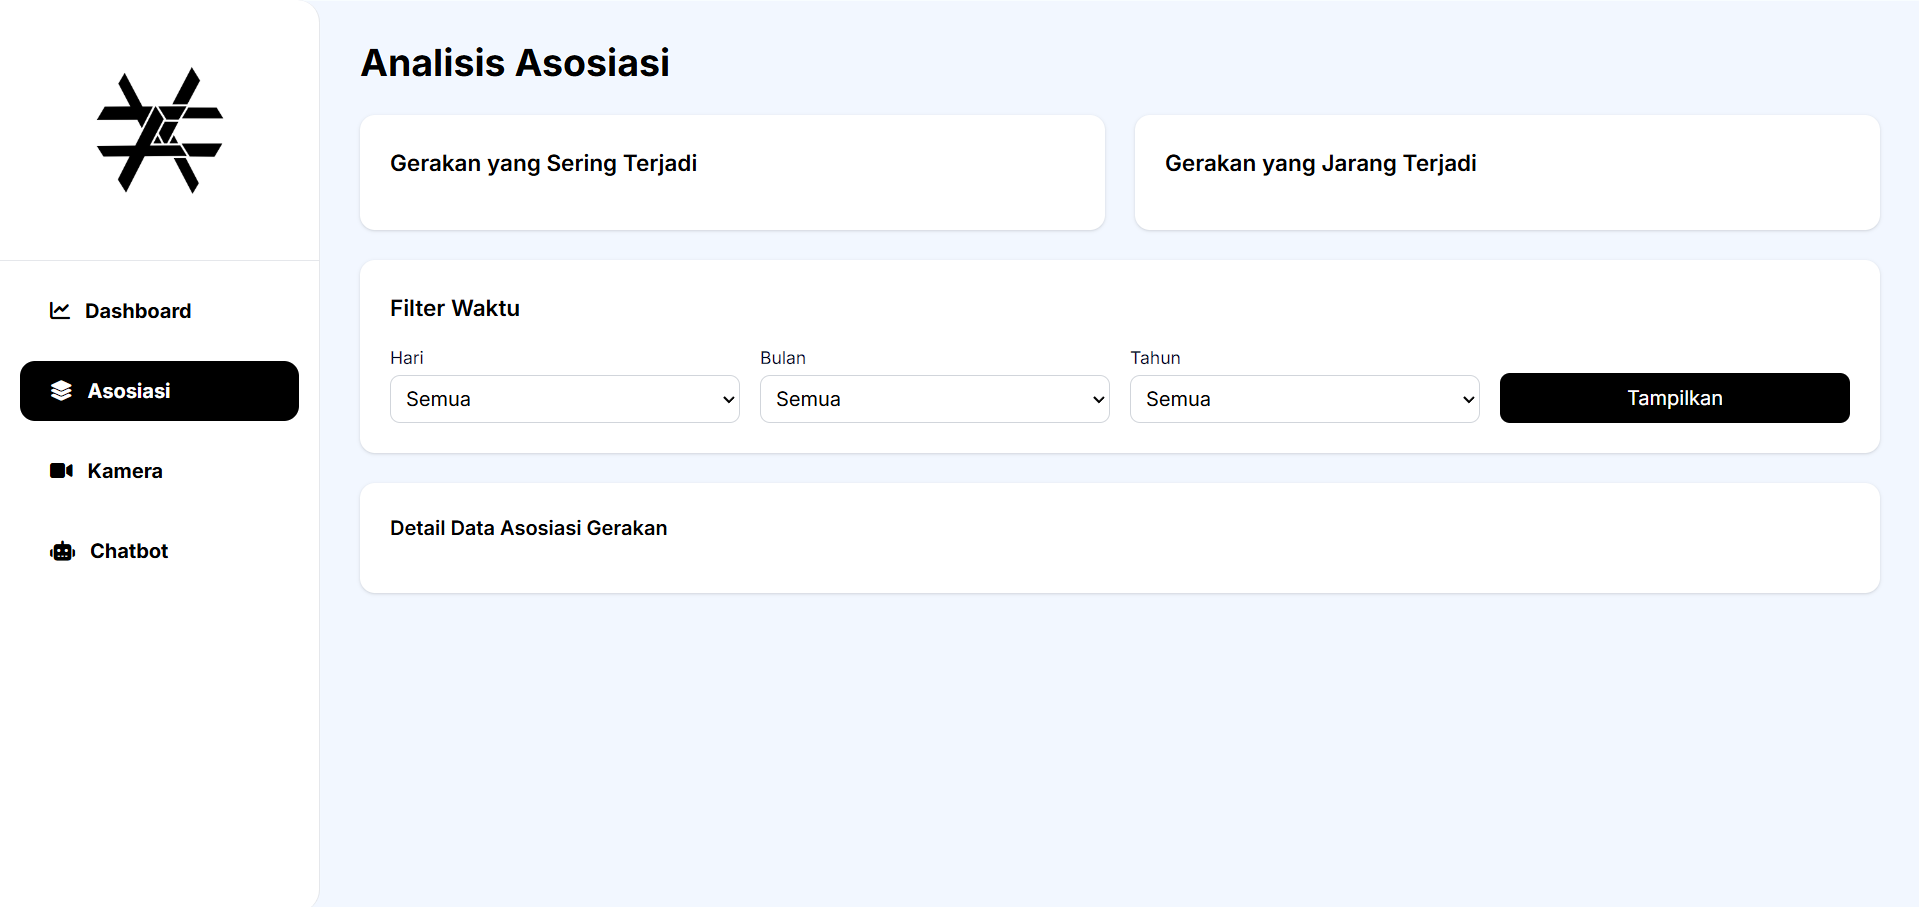 Analisis Asosiasi
Gerakan yang Sering Terjadi
Gerakan yang Jarang Terjadi
Dashboard
Asosiasi
Kamera
Chatbot
Filter Waktu
Hari
Bulan
Tahun
Semua
Semua
Semua
Tampilkan
Detail Data Asosiasi Gerakan